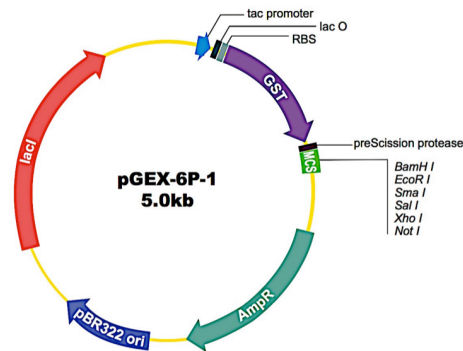 tac promoter
lac O
RBS
GST
preScission protease
MCS
BamH I
EcoR I
Sma I
Sal I
Xho I
Not I
lacI
pGEX-6P-1
5.0kb
AmpR
pBR322 ori